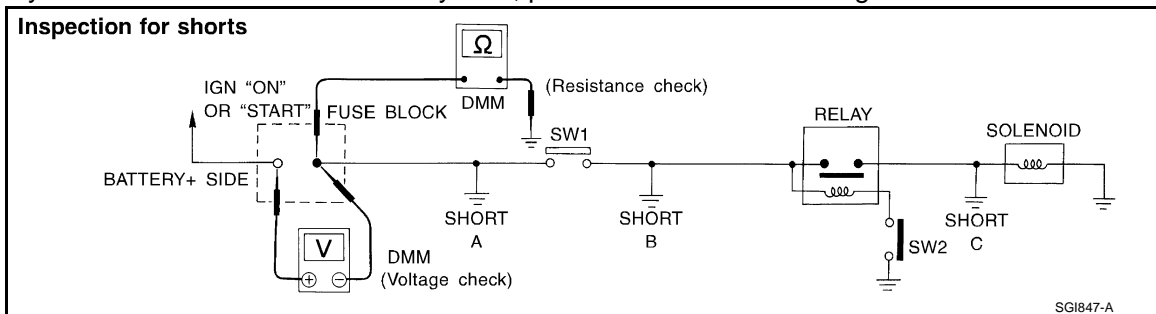 Inspection for shorts
IGN “ON”
OR “START”
FUSE BLOCK
Ω
DMM
(Resistance check)
SW1
RELAY
SOLENOID
BATTERY+ SIDE
SHORT
A
SHORT
B
SHORT
C
SW2
V
+ −
DMM
(Voltage check)
SGI847-A